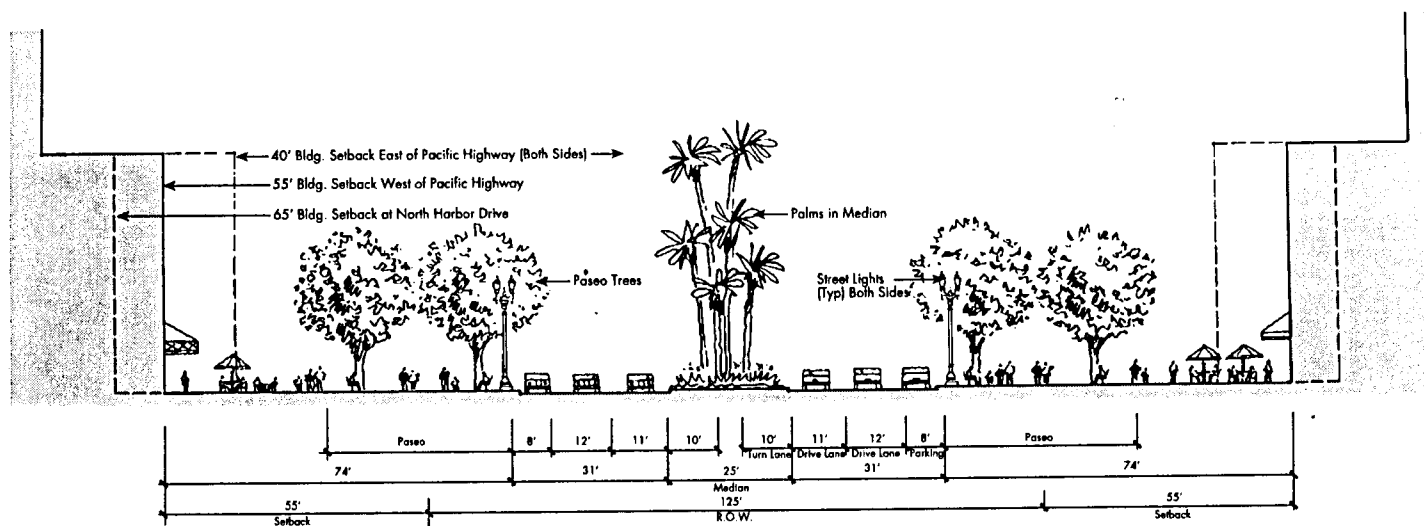 40' Bldg. Setback East of Pacific Highway (Both Sides)
55' Bldg. Setback West of Pacific Highway
65' Bldg. Setback at North Harbor Drive
Palms in Median
Paseo Trees
Street Lights
(Typ) Both Sides
Paseo 8' 12' 11' 10' 10' 11' 12' 8' Paseo
Turn Lane Drive Lane Drive Lane Parking
74' 31' 25' 31' 74'
Median
55' 125' 55'
Setback R.O.W. Setback